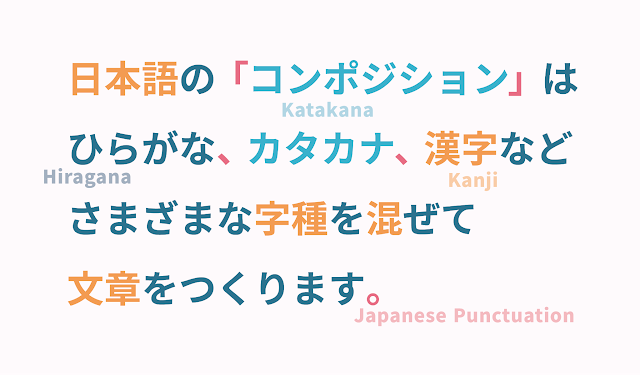 日本語の「コンポジション」は
Katakana
ひらがな、カタカナ、漢字など
Hiragana
Kanji
さまざまな字種を混ぜて
文章をつくります。
Japanese Punctuation